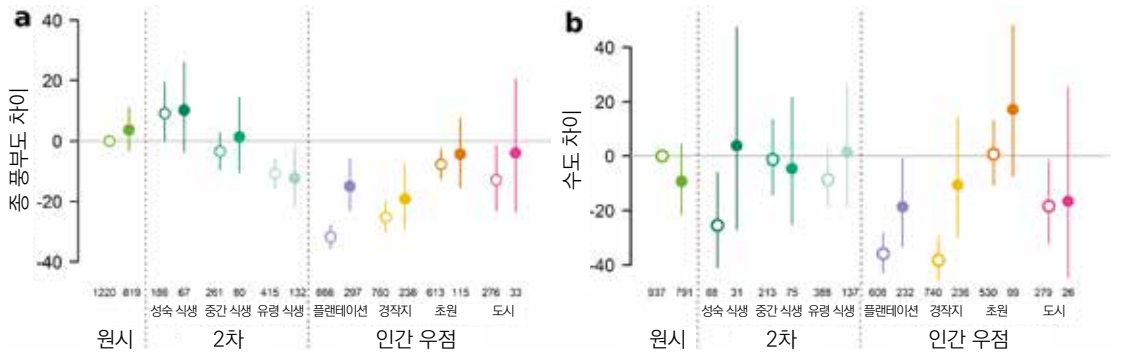 a
종 풍부도 차이
40
20
0
-20
-40
1220 819 186 67 261 80 415 132 666 297 760 236 613 115 276 33
성숙 식생 중간 식생 유령 식생 플랜테이션 경작지 초원 도시
원시 2차 인간 우점
b
수도 차이
40
20
0
-20
-40
937 791 68 31 213 75 388 137 606 232 740 236 530 99 279 26
성숙 식생 중간 식생 유령 식생 플랜테이션 경작지 초원 도시
원시 2차 인간 우점